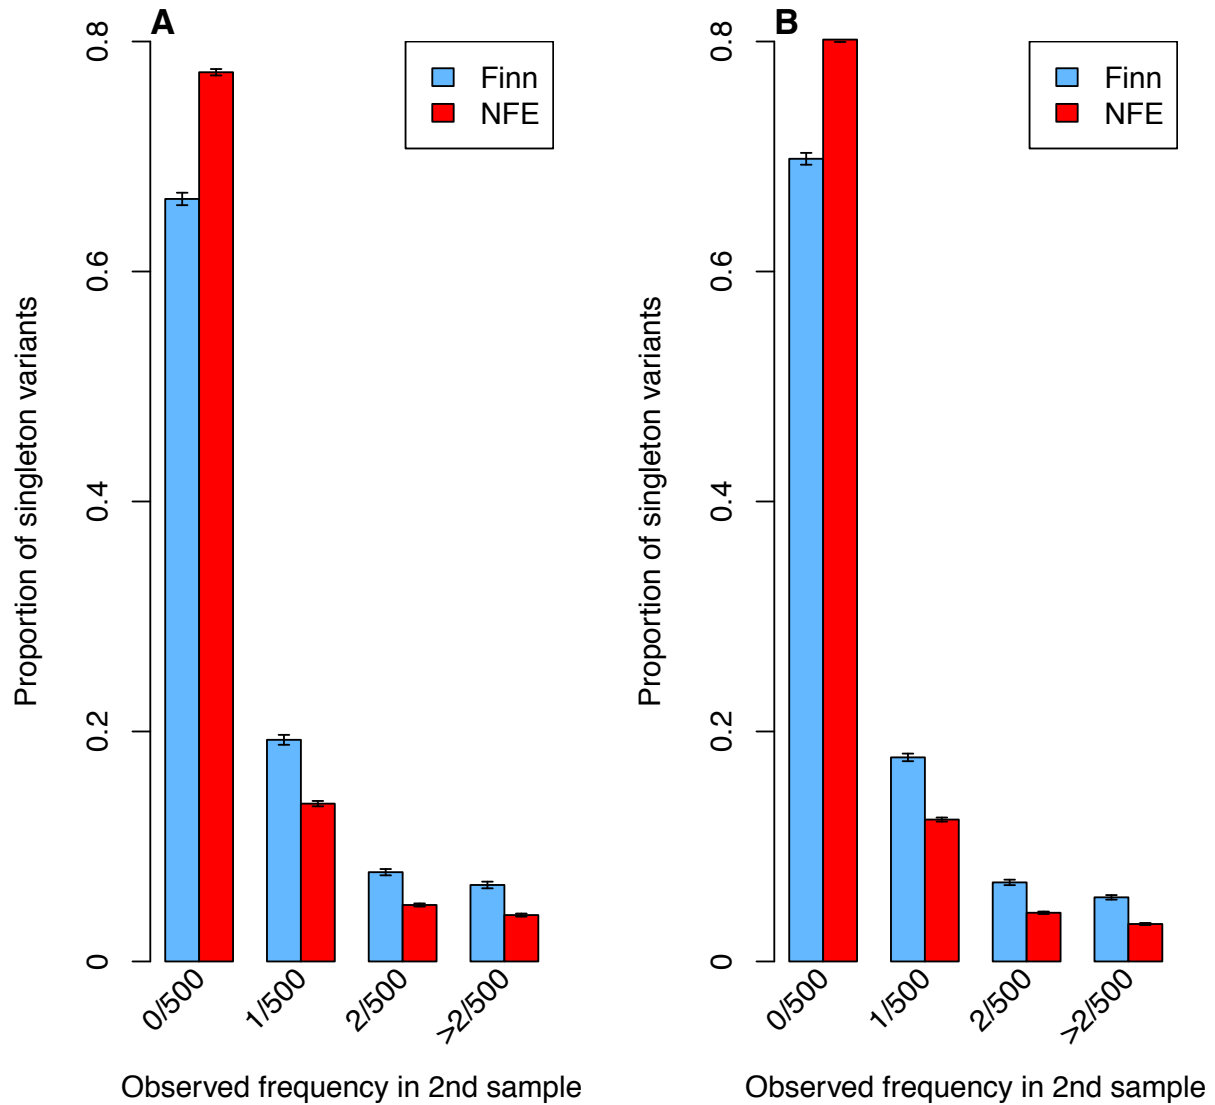 A
Proportion of singleton variants
0.8
0.6
0.4
0.2
0
Finn
NFE
0/500
1/500
2/500
>2/500
Observed frequency in 2nd sample
B
Proportion of singleton variants
0.8
0.6
0.4
0.2
0
Finn
NFE
0/500
1/500
2/500
>2/500
Observed frequency in 2nd sample